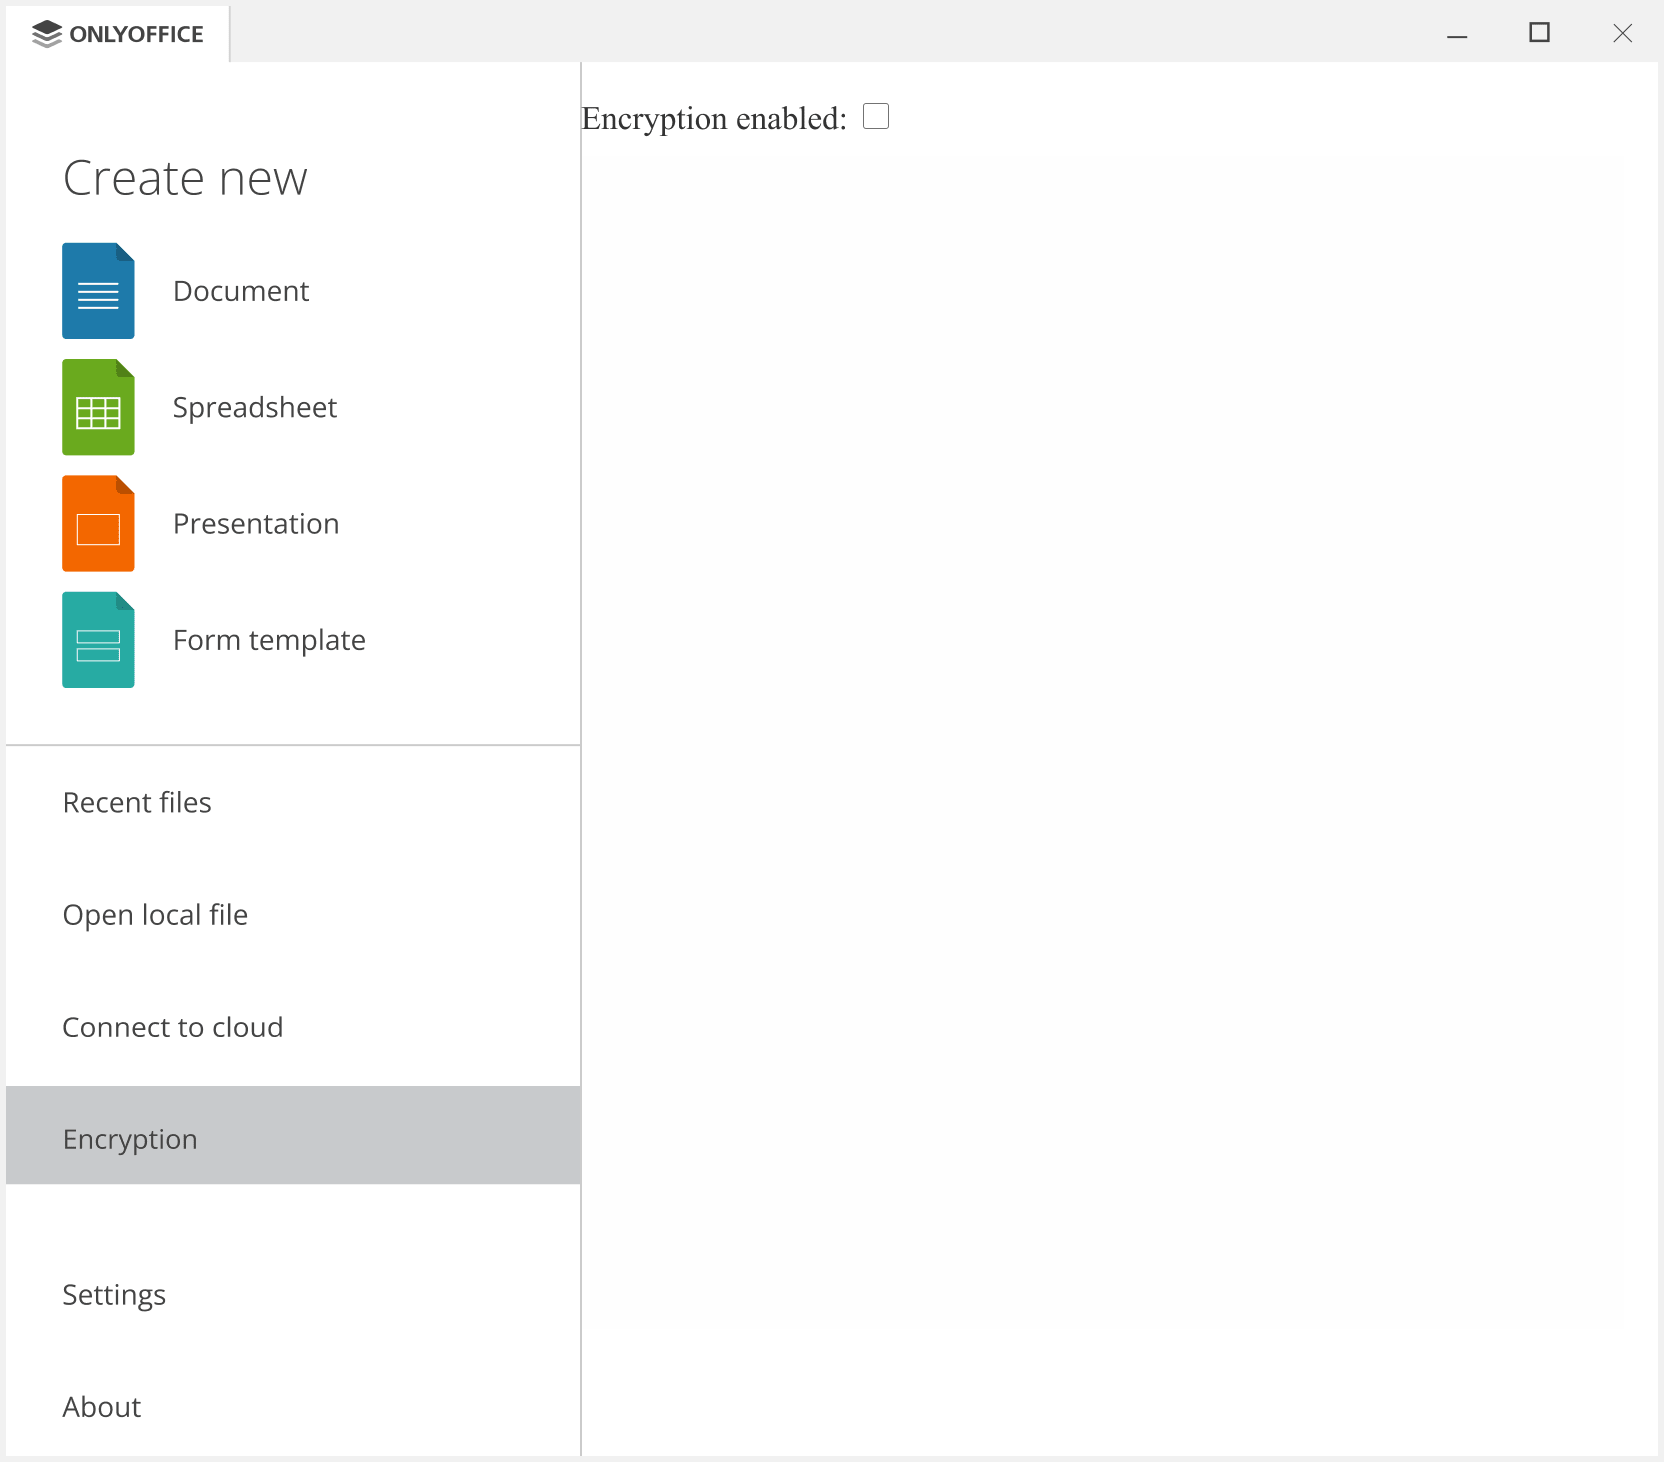 ONLYOFFICE
Create new
Document
Spreadsheet
Presentation
Form template
Recent files
Open local file
Connect to cloud
Encryption
Settings
About
Encryption enabled: